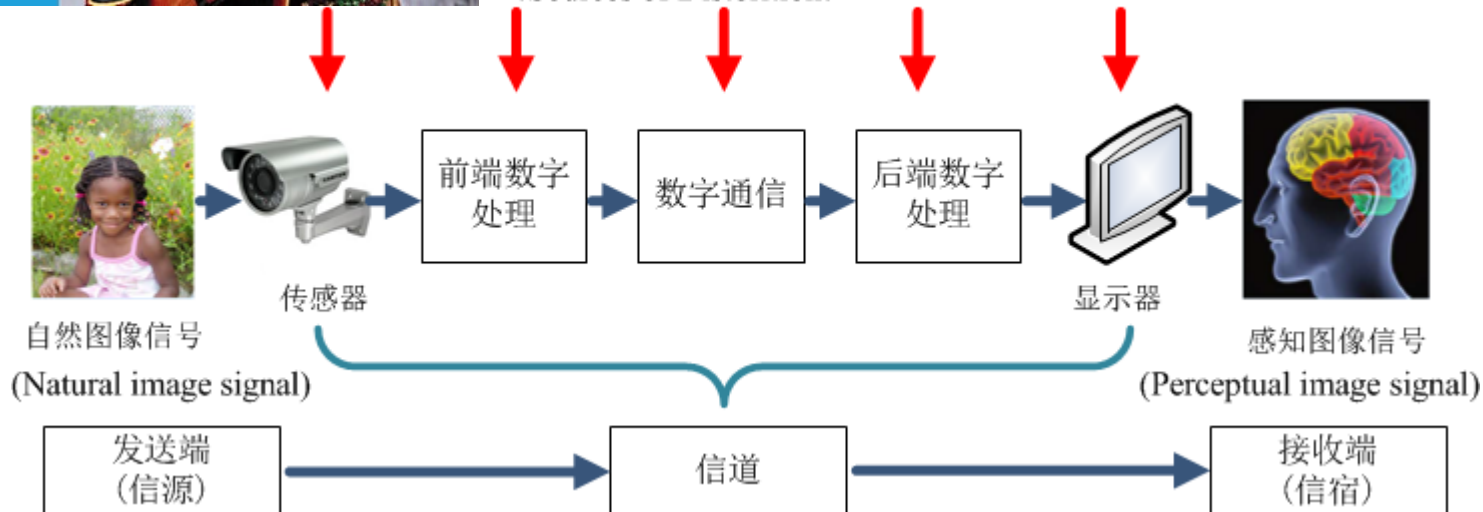 前端数字
处理
数字通信
后端数字
处理
传感器
显示器
自然图像信号
(Natural image signal)
感知图像信号
(Perceptual image signal)
发送端
(信源)
信道
接收端
(信宿)